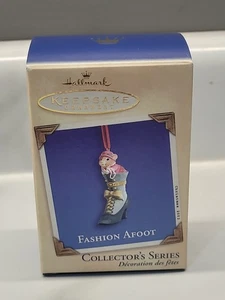 Hallmark
KEEPSAKE
FASHION AFOOT
COLLECTOR'S SERIES
Décoration des fêtes